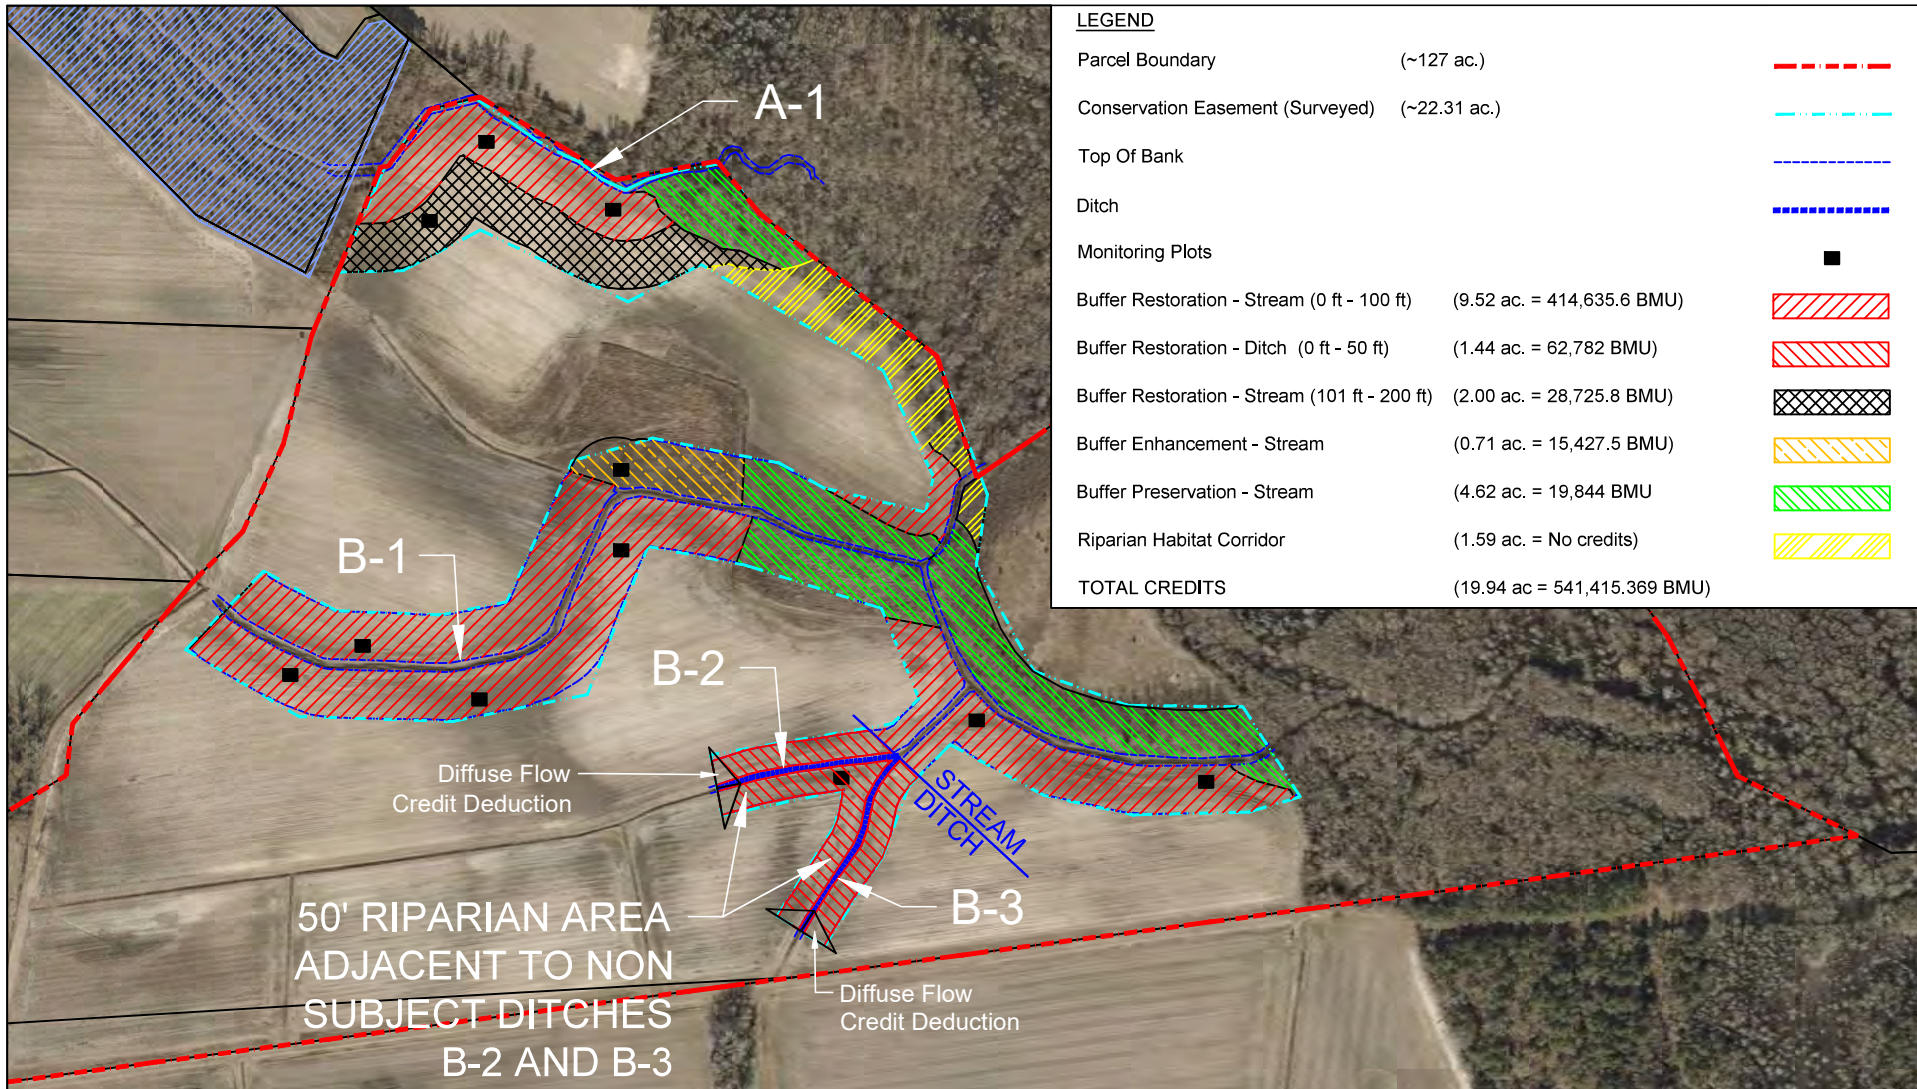 LEGEND
Parcel Boundary (~127 ac.)
Conservation Easement (Surveyed) (~22.31 ac.)
Top Of Bank
Ditch
Monitoring Plots
Buffer Restoration - Stream (0 ft - 100 ft) (9.52 ac. = 414,635.6 BMU)
Buffer Restoration - Ditch (0 ft - 50 ft) (1.44 ac. = 62,782 BMU)
Buffer Restoration - Stream (101 ft - 200 ft) (2.00 ac. = 28,725.8 BMU)
Buffer Enhancement - Stream (0.71 ac. = 15,427.5 BMU)
Buffer Preservation - Stream (4.62 ac. = 19,844 BMU
Riparian Habitat Corridor (1.59 ac. = No credits)
TOTAL CREDITS (19.94 ac = 541,415.369 BMU)
A-1
B-1
B-2
Diffuse Flow
Credit Deduction
STREAM
DITCH
B-3
50' RIPARIAN AREA
ADJACENT TO NON
SUBJECT DITCHES
B-2 AND B-3
Diffuse Flow
Credit Deduction